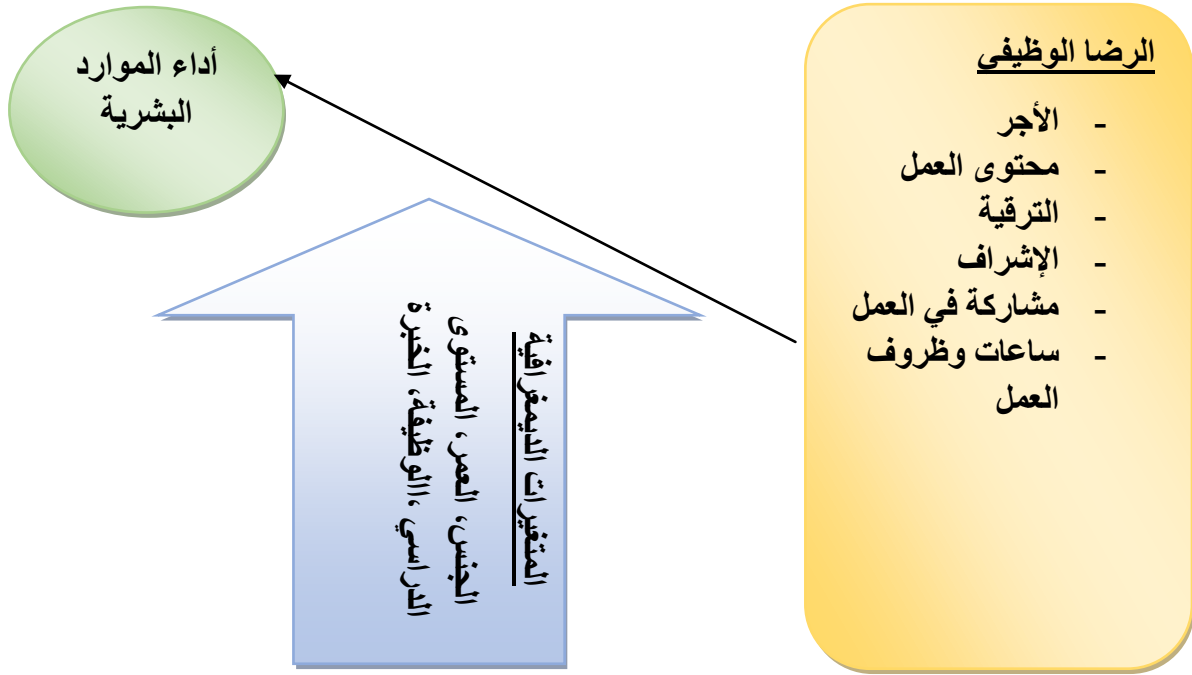 الرضا الوظيفي
- الأجر
- محتوى العمل
- الترقية
- الإشراف
- مشاركة في العمل
- ساعات وظروف
العمل
أداء الموارد
البشرية
المتغيرات الديمغرافية
الجنس، العمر، المستوى
الدراسي ،االوظيفة، الخبرة